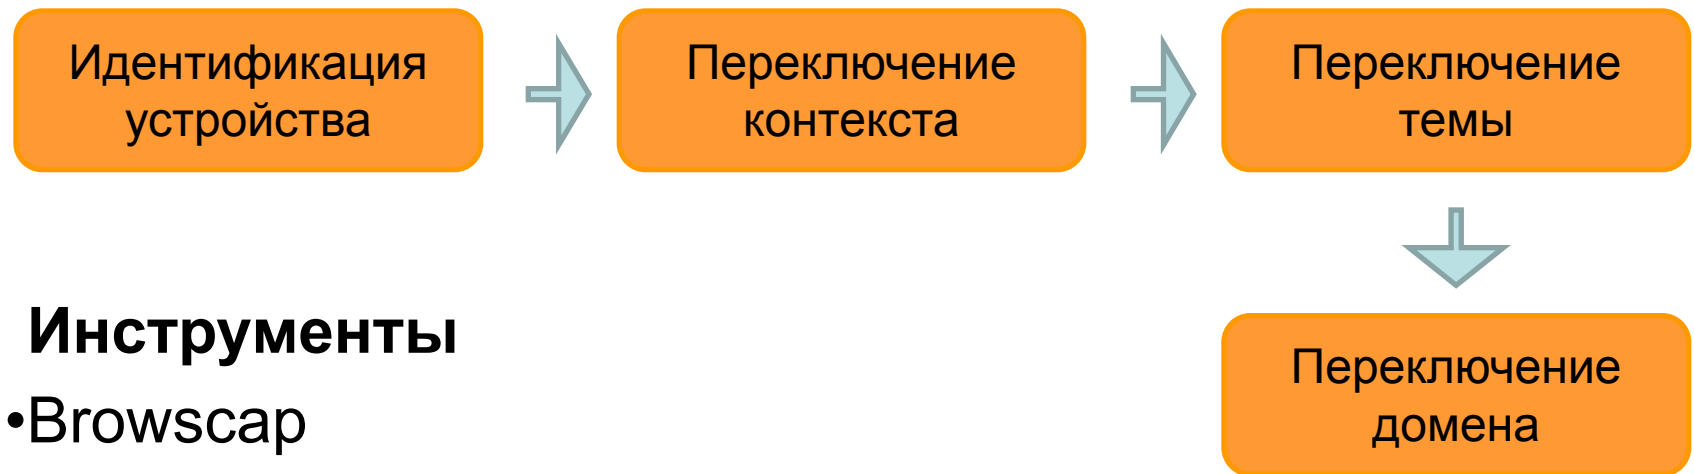 Идентификация
устройства
Переключение
контекста
Переключение
темы
Переключение
домена
Инструменты
•Browscap